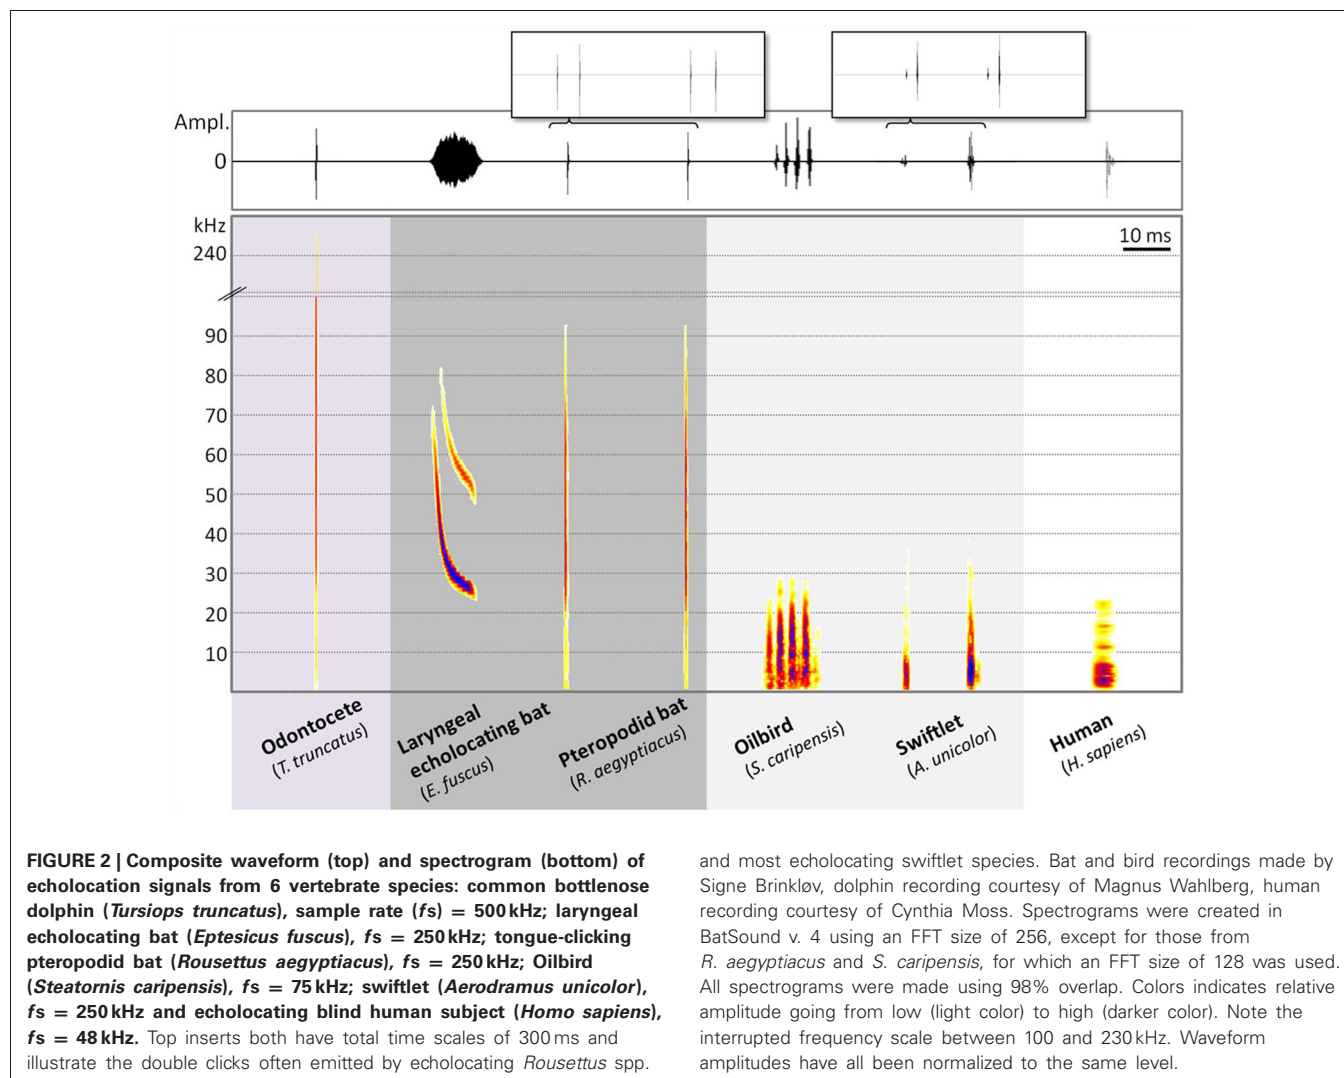 Ampl.
0
kHz
240
10 ms
90
80
70
60
50
40
30
20
10
Odontocete
(T. truncatus)
Laryngeal
echolocating bat
(E. fuscus)
Pteropodid bat
(R. aegyptiacus)
Oilbird
(S. caripensis)
Swiftlet
(A. unicolor)
Human
(H. sapiens)
FIGURE 2 | Composite waveform (top) and spectrogram (bottom) of
echolocation signals from 6 vertebrate species: common bottlenose
dolphin (Tursiops truncatus), sample rate (fs) = 500 kHz; laryngeal
echolocating bat (Eptesicus fuscus), fs = 250 kHz; tongue-clicking
pteropodid bat (Rousettus aegyptiacus), fs = 250 kHz; Oilbird
(Steatornis caripensis), fs = 75 kHz; swiftlet (Aerodramus unicolor),
fs = 250 kHz and echolocating blind human subject (Homo sapiens),
fs = 48 kHz. Top inserts both have total time scales of 300 ms and
illustrate the double clicks often emitted by echolocating Rousettus spp.
and most echolocating swiftlet species. Bat and bird recordings made by
Signe Brinkløv, dolphin recording courtesy of Magnus Wahlberg, human
recording courtesy of Cynthia Moss. Spectrograms were created in
BatSound v. 4 using an FFT size of 256, except for those from
R. aegyptiacus and S. caripensis, for which an FFT size of 128 was used.
All spectrograms were made using 98% overlap. Colors indicates relative
amplitude going from low (light color) to high (darker color). Note the
interrupted frequency scale between 100 and 230 kHz. Waveform
amplitudes have all been normalized to the same level.